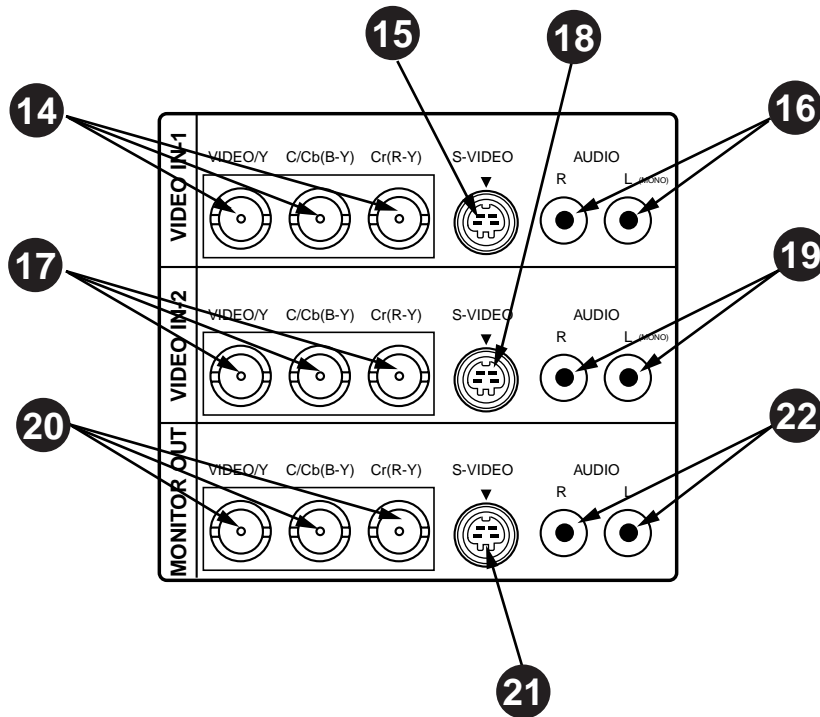 15
18
14
16
VIDEO IN-1
VIDEO/Y C/Cb(B-Y) Cr(R-Y) S-VIDEO AUDIO
R L (MONO)
17
19
VIDEO IN-2
VIDEO/Y C/Cb(B-Y) Cr(R-Y) S-VIDEO AUDIO
R L (MONO)
20
22
MONITOR OUT
VIDEO/Y C/Cb(B-Y) Cr(R-Y) S-VIDEO AUDIO
R L
21